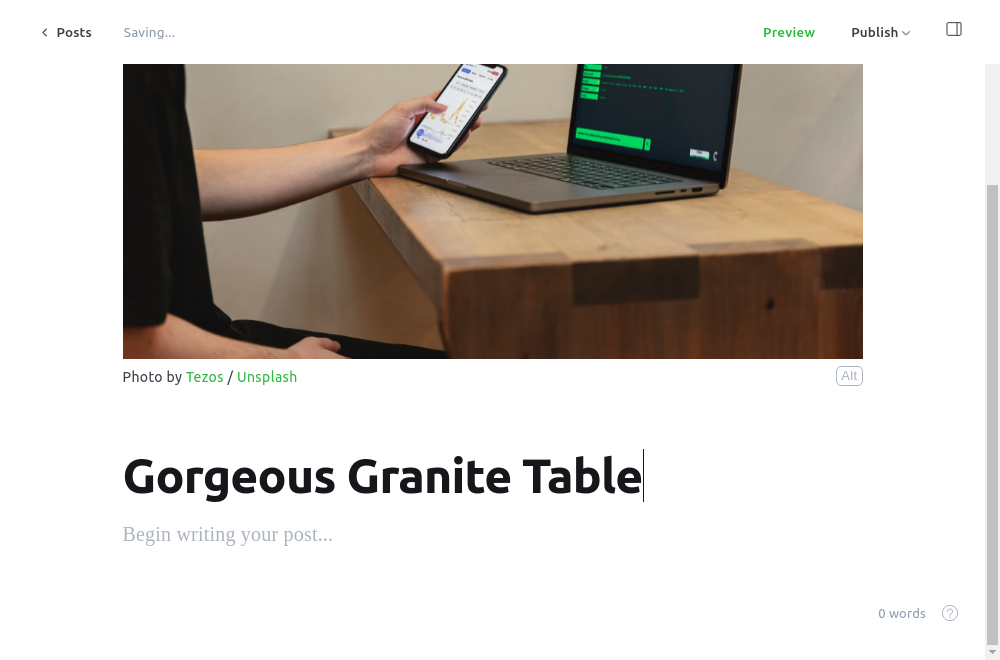 Posts Saving... Preview Publish
Photo by Tezos / Unsplash Alt
Gorgeous Granite Table
Begin writing your post...
0 words ?